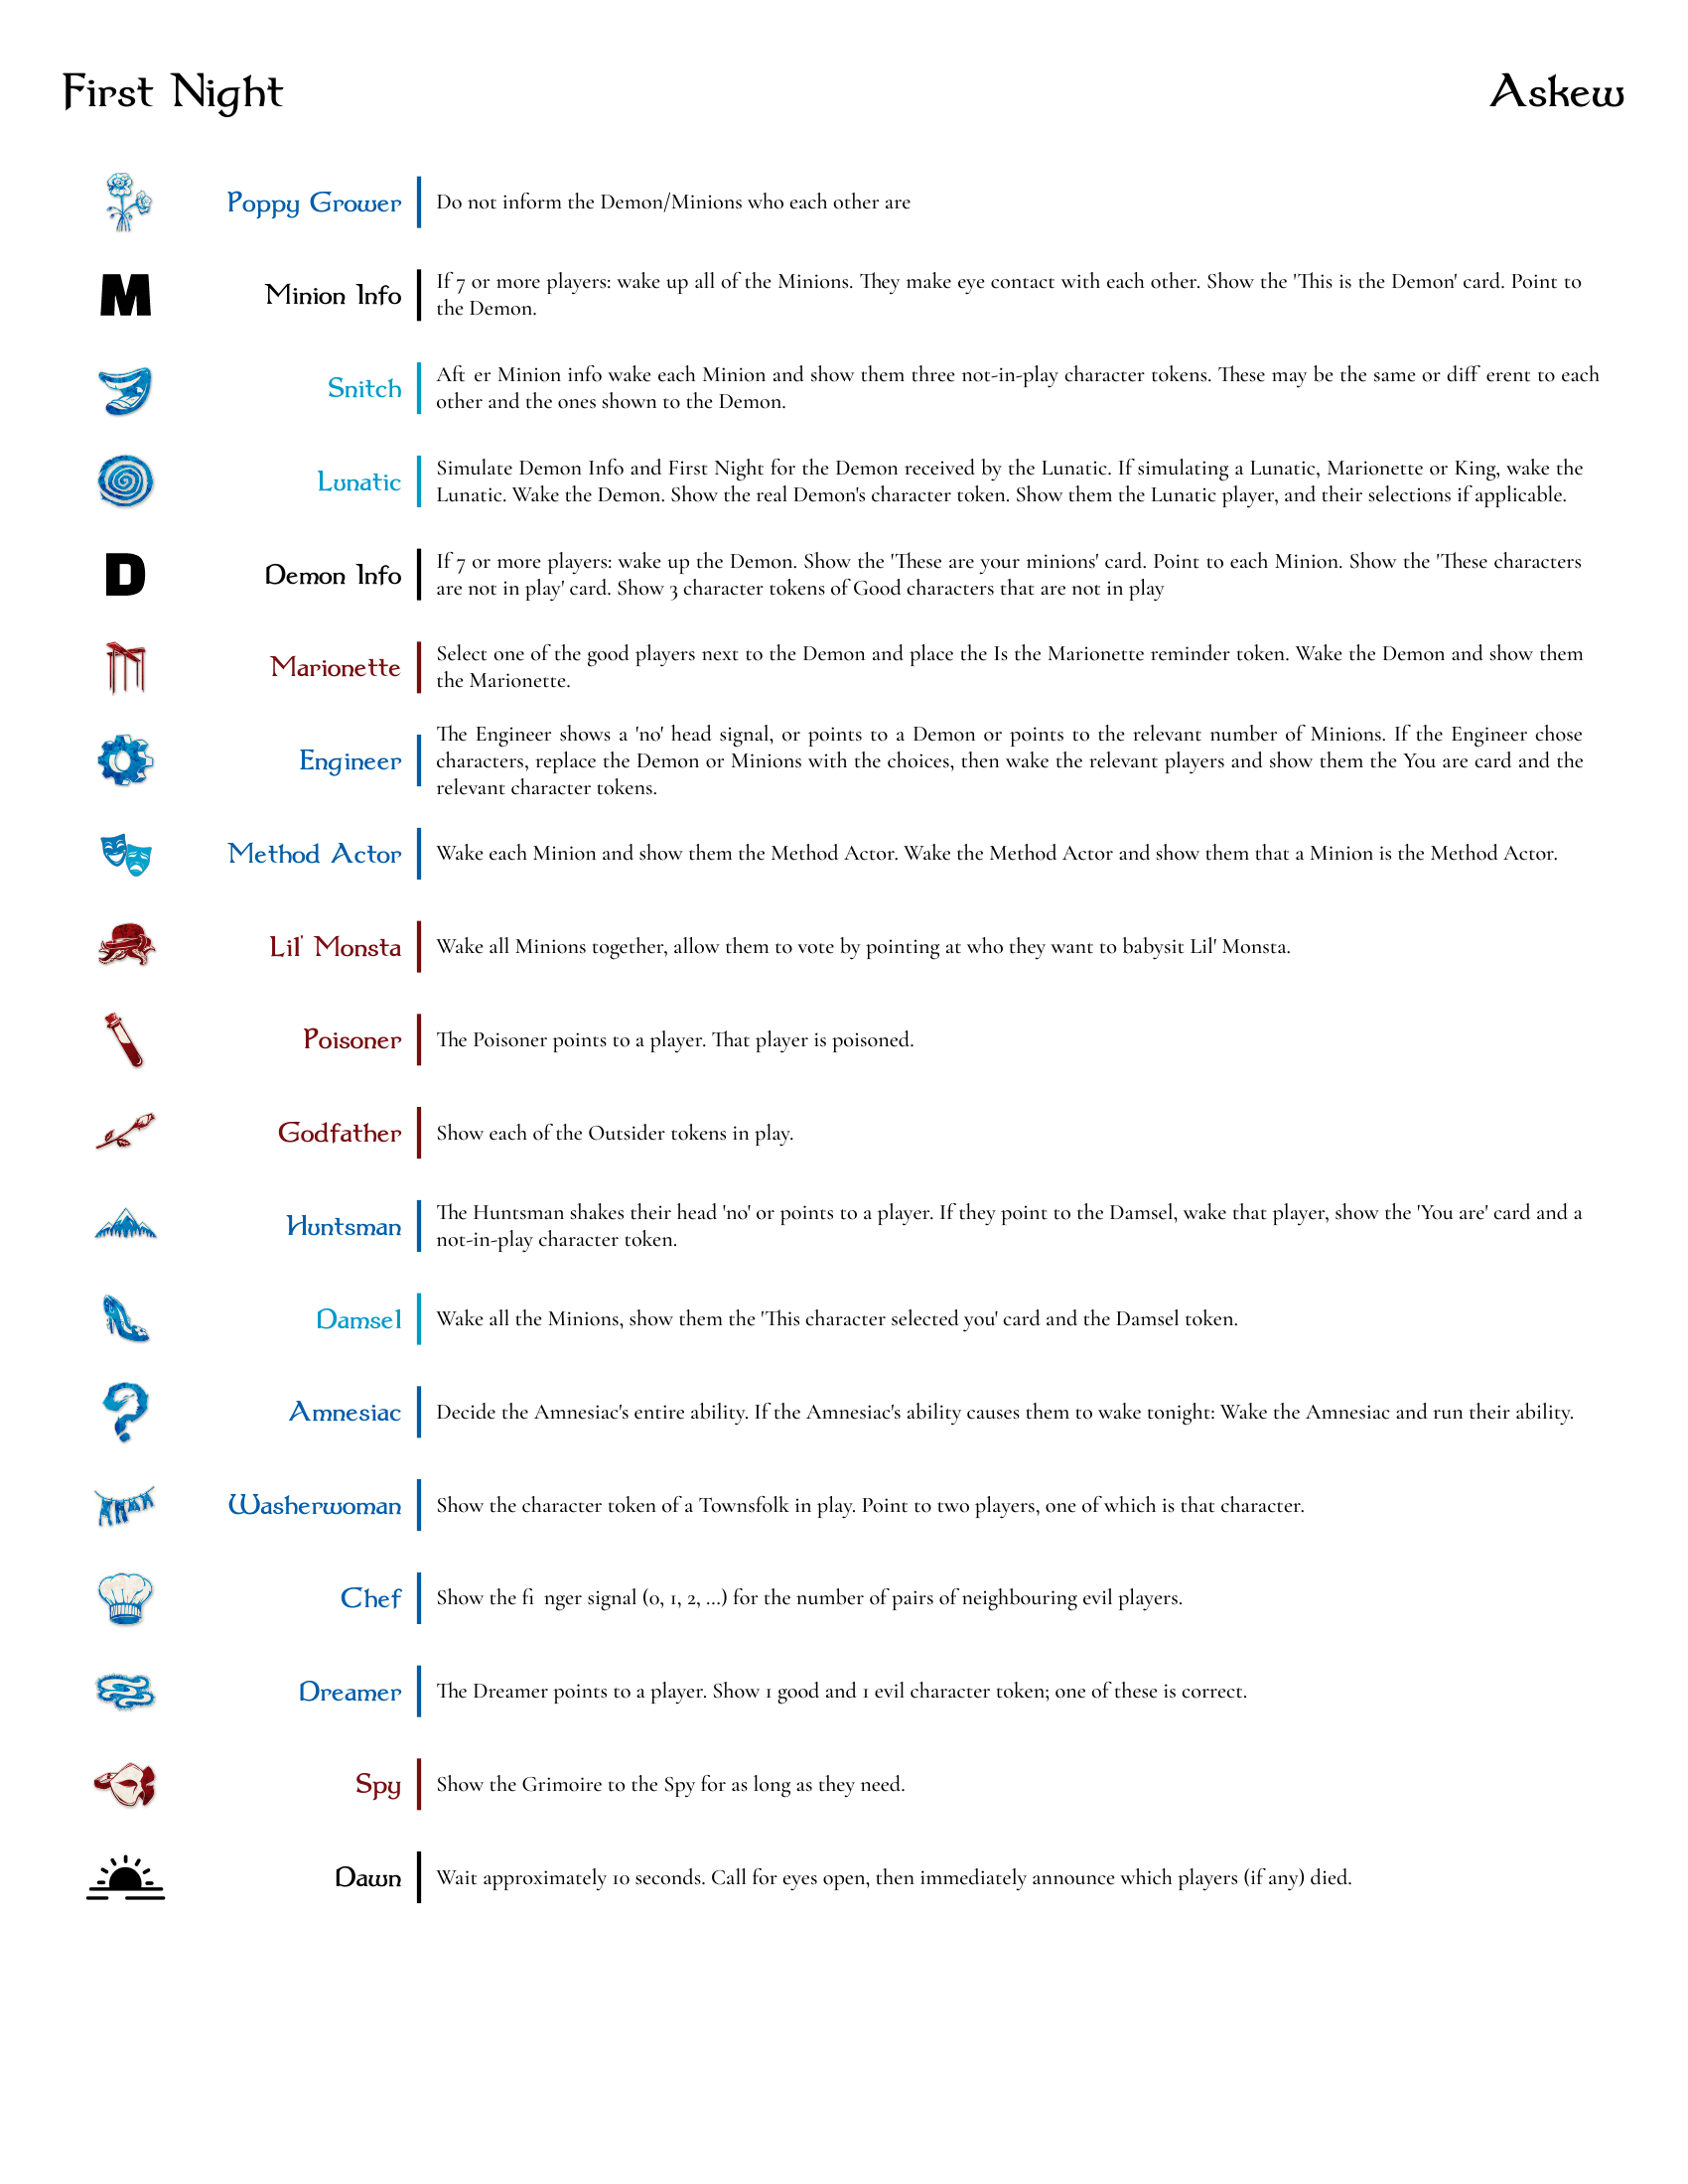 First Night
Askew
Poppy Grower
Do not inform the Demon/Minions who each other are
M
Minion Info
If 7 or more players: wake up all of the Minions. They make eye contact with each other. Show the 'This is the Demon' card. Point to
the Demon.
Snitch
Aft er Minion info wake each Minion and show them three not-in-play character tokens. These may be the same or diff erent to each
other and the ones shown to the Demon.
Lunatic
Simulate Demon Info and First Night for the Demon received by the Lunatic. If simulating a Lunatic, Marionette or King, wake the
Lunatic. Wake the Demon. Show the real Demon's character token. Show them the Lunatic player, and their selections if applicable.
D
Demon Info
If 7 or more players: wake up the Demon. Show the 'These are your minions' card. Point to each Minion. Show the 'These characters
are not in play' card. Show 3 character tokens of Good characters that are not in play
Marionette
Select one of the good players next to the Demon and place the Is the Marionette reminder token. Wake the Demon and show them
the Marionette.
Engineer
The Engineer shows a 'no' head signal, or points to a Demon or points to the relevant number of Minions. If the Engineer chose
characters, replace the Demon or Minions with the choices, then wake the relevant players and show them the You are card and the
relevant character tokens.
Method Actor
Wake each Minion and show them the Method Actor. Wake the Method Actor and show them that a Minion is the Method Actor.
Lil' Monsta
Wake all Minions together, allow them to vote by pointing at who they want to babysit Lil' Monsta.
Poisoner
The Poisoner points to a player. That player is poisoned.
Godfather
Show each of the Outsider tokens in play.
Huntsman
The Huntsman shakes their head 'no' or points to a player. If they point to the Damsel, wake that player, show the 'You are' card and a
not-in-play character token.
Damsel
Wake all the Minions, show them the 'This character selected you' card and the Damsel token.
Amnesiac
Decide the Amnesiac's entire ability. If the Amnesiac's ability causes them to wake tonight: Wake the Amnesiac and run their ability.
Washerwoman
Show the character token of a Townsfolk in play. Point to two players, one of which is that character.
Chef
Show the fi nger signal (0, 1, 2, ...) for the number of pairs of neighbouring evil players.
Dreamer
The Dreamer points to a player. Show 1 good and 1 evil character token; one of these is correct.
Spy
Show the Grimoire to the Spy for as long as they need.
Dawn
Wait approximately 10 seconds. Call for eyes open, then immediately announce which players (if any) died.